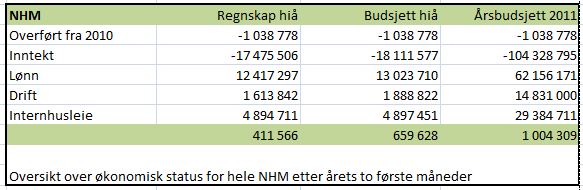 NHM Regnskap hiå Budsjett hiå Årsbudsjett 2011
Overført fra 2010 -1 038 778 -1 038 778 -1 038 778
Inntekt -17 475 506 -18 111 577 -104 328 795
Lønn 12 417 297 13 023 710 62 156 171
Drift 1 613 842 1 888 822 14 831 000
Internhusleie 4 894 711 4 897 451 29 384 711
411 566 659 628 1 004 309
Oversikt over økonomisk status for hele NHM etter årets to første måneder